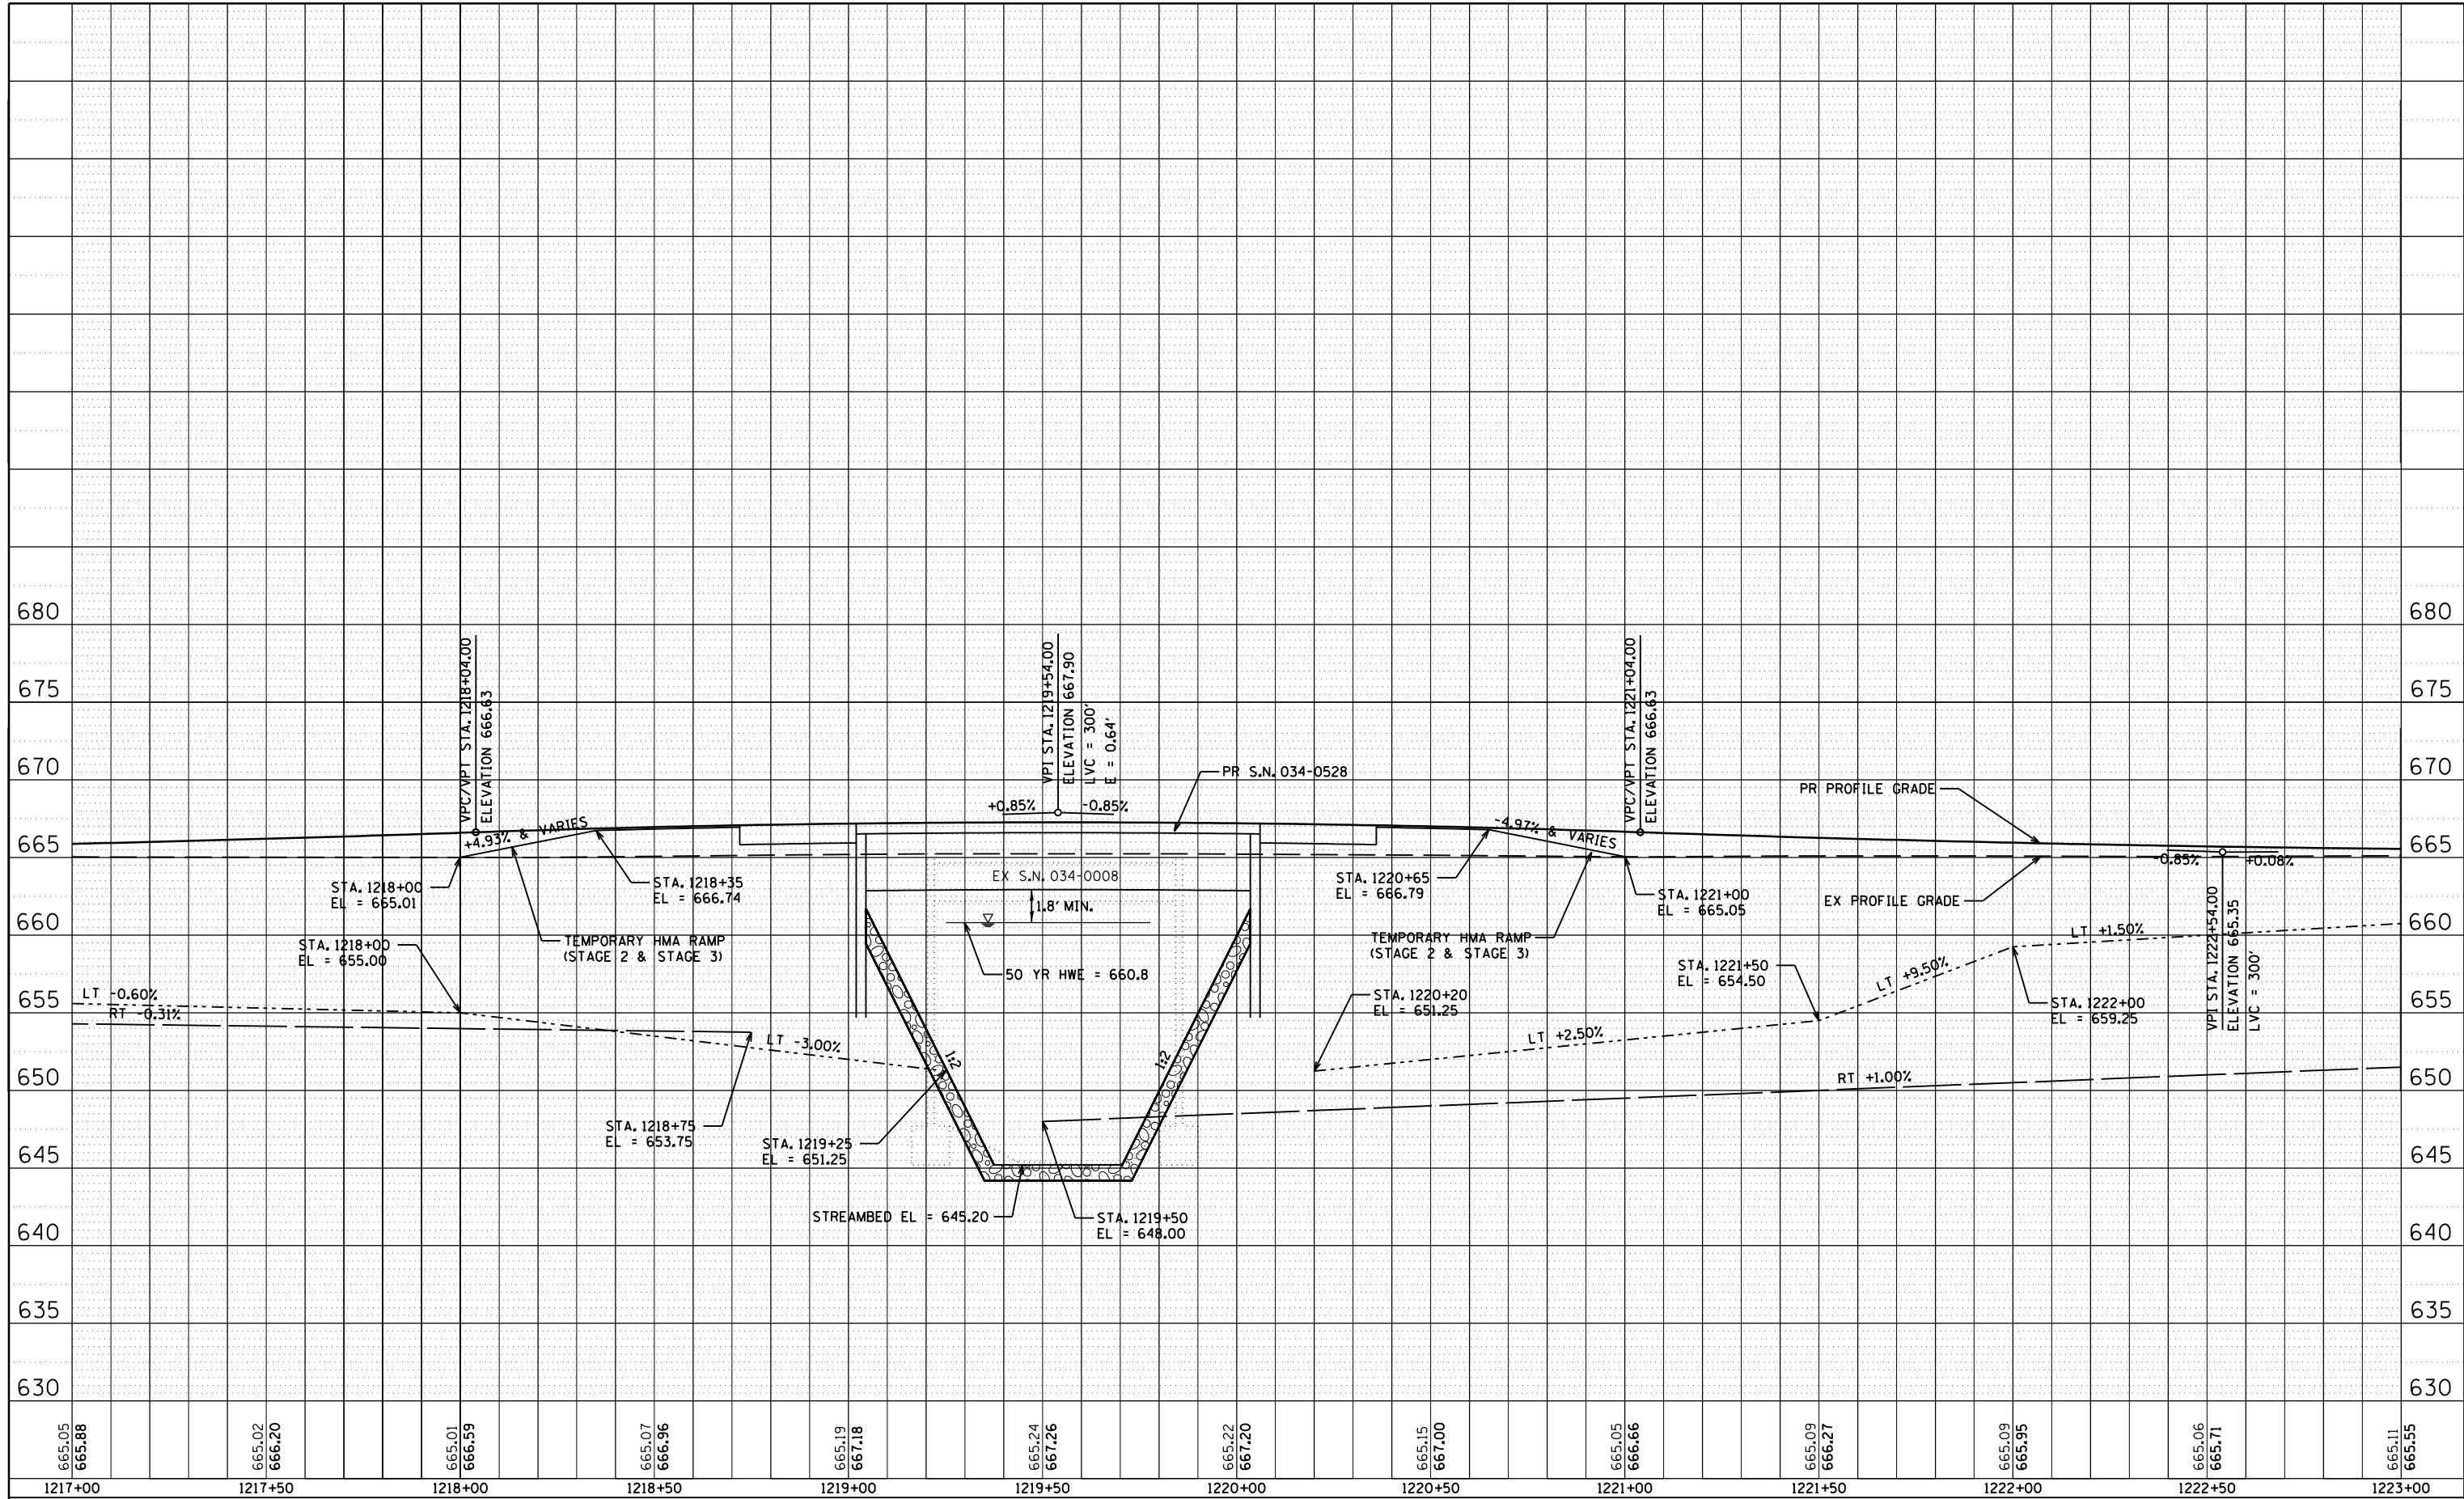 680
680
675
675
670
670
665
665
660
660
655
655
650
650
645
645
640
640
635
635
630
630
VPC/VPT STA. 1218+04.00
ELEVATION 666.63
VPI STA. 1219+54.00
ELEVATION 667.90
LVC = 300'
E = 0.64'
VPC/VPT STA. 1221+04.00
ELEVATION 666.63
PR S.N. 034-0528
+0.85%
-0.85%
PR PROFILE GRADE
+4.93% & VARIES
-4.97% & VARIES
-0.85%
+0.08%
STA. 1218+00
EL = 665.01
STA. 1218+35
EL = 666.74
EX S.N. 034-0008
STA. 1220+65
EL = 666.79
STA. 1221+00
EL = 665.05
EX PROFILE GRADE
1.8' MIN.
VPI STA. 1222+54.00
ELEVATION 665.35
LVC = 300'
STA. 1218+00
EL = 655.00
TEMPORARY HMA RAMP
(STAGE 2 & STAGE 3)
TEMPORARY HMA RAMP
(STAGE 2 & STAGE 3)
LT +1.50%
50 YR HWE = 660.8
STA. 1221+50
EL = 654.50
LT +9.50%
LT -0.60%
RT -0.31%
STA. 1220+20
EL = 651.25
STA. 1222+00
EL = 659.25
LT -3.00%
1:2
1:2
LT +2.50%
RT +1.00%
STA. 1218+75
EL = 653.75
STA. 1219+25
EL = 651.25
STREAMBED EL = 645.20
STA. 1219+50
EL = 648.00
665.05
665.88
665.02
666.20
665.01
666.59
665.07
666.96
665.19
667.18
665.24
667.26
665.22
667.20
665.15
667.00
665.05
666.66
665.09
666.27
665.09
665.95
665.06
665.71
665.11
665.55
1217+00
1217+50
1218+00
1218+50
1219+00
1219+50
1220+00
1220+50
1221+00
1221+50
1222+00
1222+50
1223+00